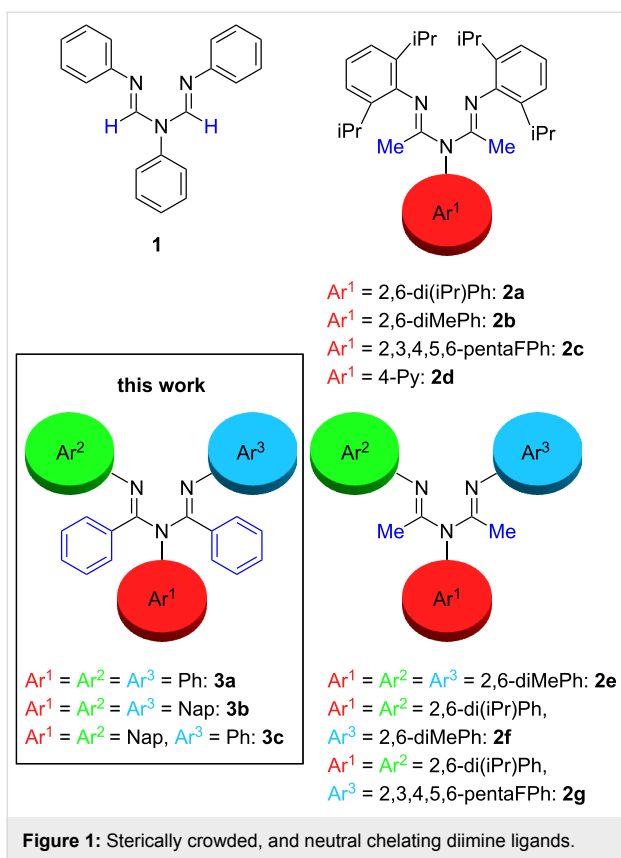 N N
H N H
1
iPr iPr
N N
iPr iPr
Me N Me
Ar1
Ar1 = 2,6-di(iPr)Ph: 2a
Ar1 = 2,6-diMePh: 2b
Ar1 = 2,3,4,5,6-pentaFPh: 2c
Ar1 = 4-Py: 2d
this work
Ar2 Ar3
N N
N
Ar1
Ar1 = Ar2 = Ar3 = Ph: 3a
Ar1 = Ar2 = Ar3 = Nap: 3b
Ar1 = Ar2 = Nap, Ar3 = Ph: 3c
Ar2 Ar3
N N
Me N Me
Ar1
Ar1 = Ar2 = Ar3 = 2,6-diMePh: 2e
Ar1 = Ar2 = 2,6-di(iPr)Ph,
Ar3 = 2,6-diMePh: 2f
Ar1 = Ar2 = 2,6-di(iPr)Ph,
Ar3 = 2,3,4,5,6-pentaFPh: 2g
Figure 1: Sterically crowded, and neutral chelating diimine ligands.